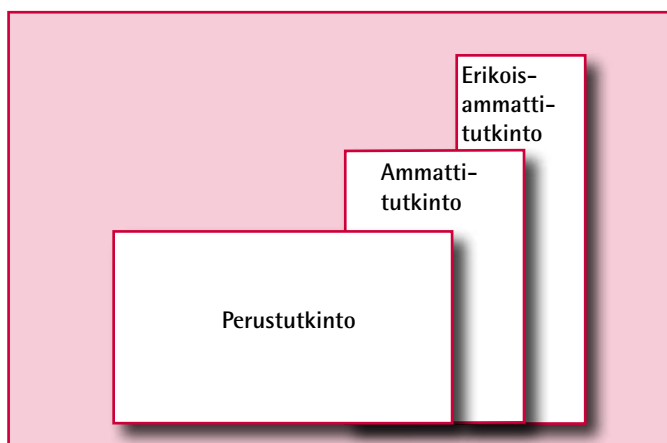 Erikois-
ammatti-
tutkinto
Ammatti-
tutkinto
Perustutkinto